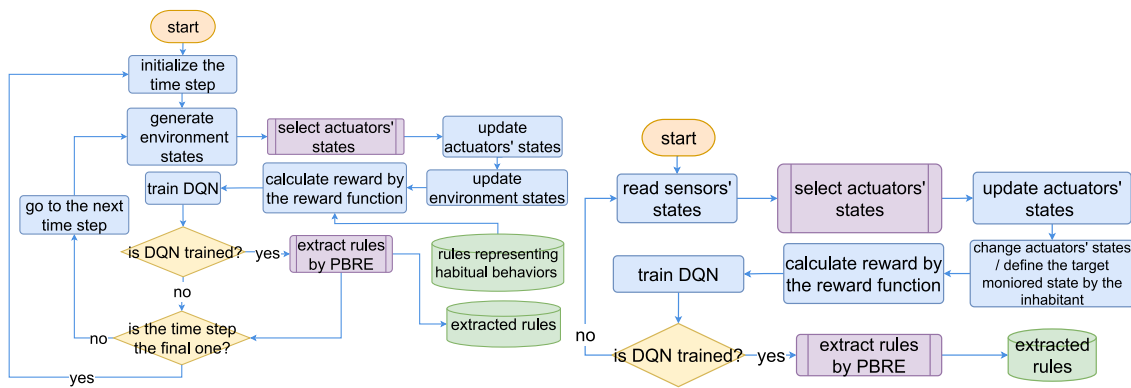 start
initialize the
time step
generate
environment
states
select actuators'
states
update
actuators' states
update
environment states
calculate reward by
the reward function
train DQN
go to the next
time step
is DQN trained?
yes
extract rules
by PBRE
rules representing
habitual behaviors
no
extracted rules
is the time step
the final one?
no
yes
start
read sensors'
states
select actuators'
states
update actuators'
states
change actuators' states
/ define the target
moniored state by the
inhabitant
calculate reward by
the reward function
train DQN
no
is DQN trained?
yes
extract rules
by PBRE
extracted
rules